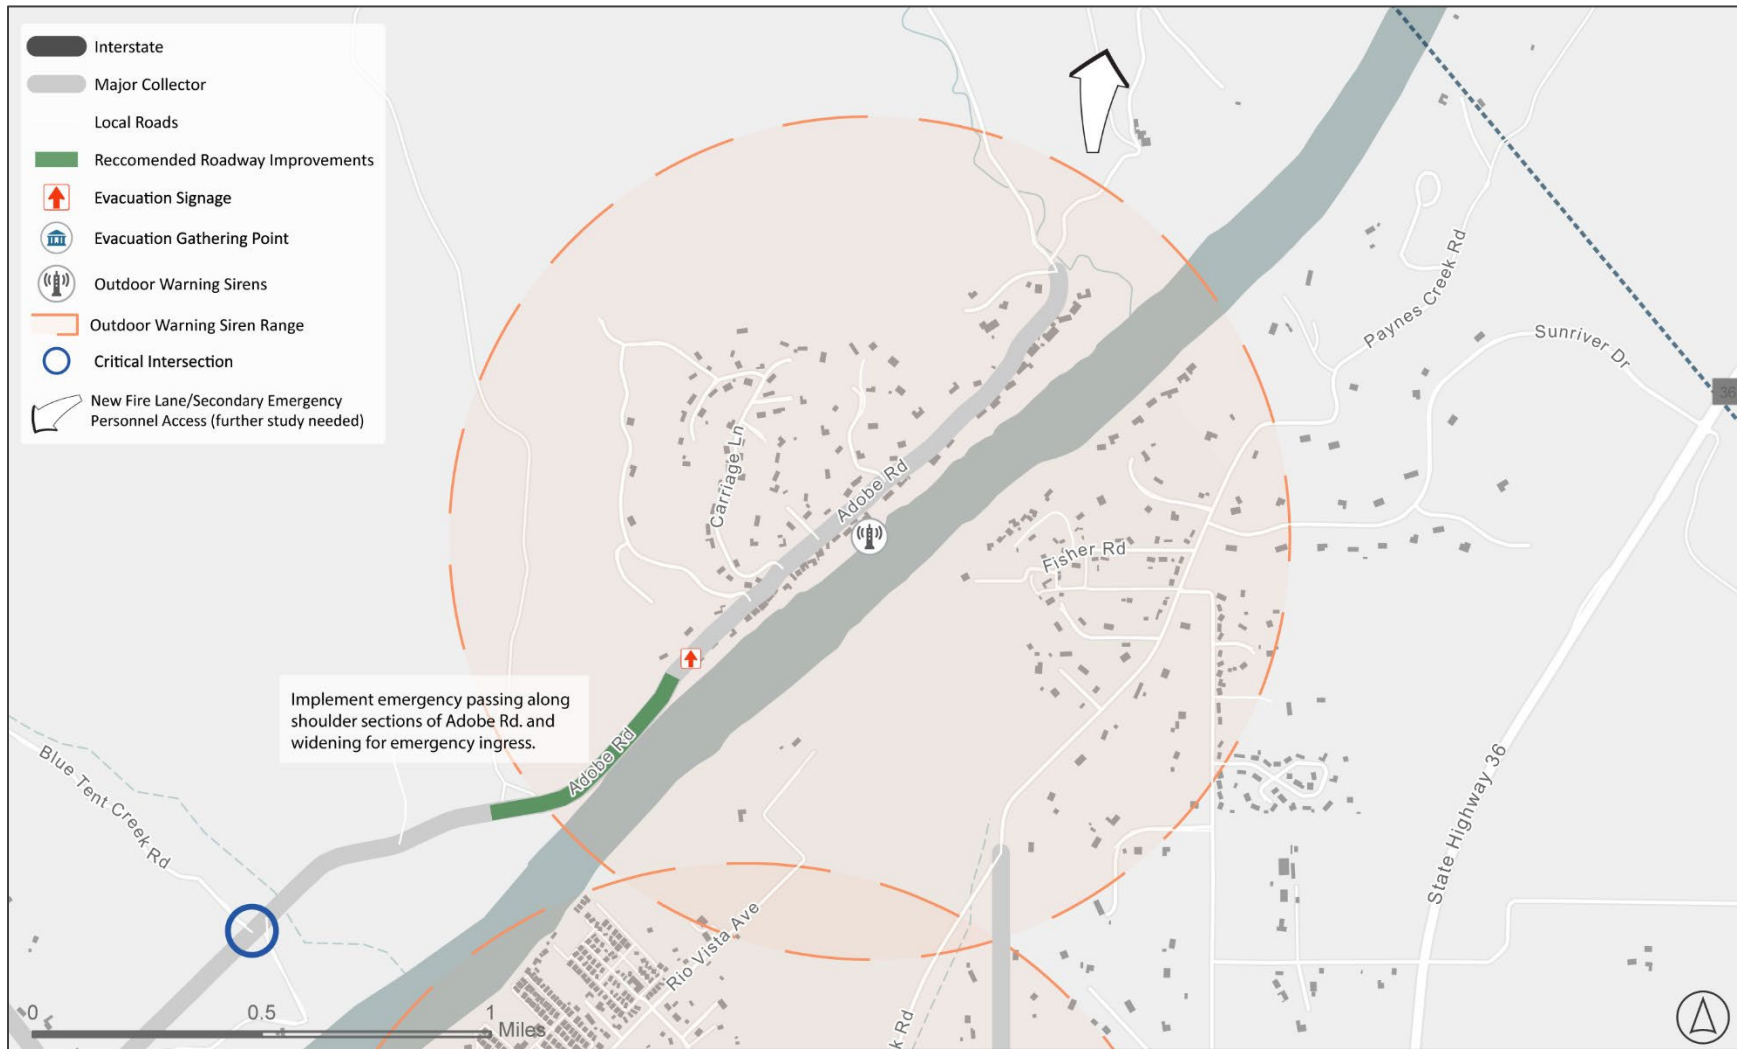 Interstate
Major Collector
Local Roads
Reccomended Roadway Improvements
Evacuation Signage
Evacuation Gathering Point
Outdoor Warning Sirens
Outdoor Warning Siren Range
Critical Intersection
New Fire Lane/Secondary Emergency
Personnel Access (further study needed)
Paynes Creek Rd
Sunriver Dr
36
Carriage Ln
Adobe Rd
Fisher Rd
Implement emergency passing along
shoulder sections of Adobe Rd. and
widening for emergency ingress.
Adobe Rd
Blue Tent Creek Rd
State Highway 36
Rio Vista Ave
k Rd
0
0.5
1
Miles